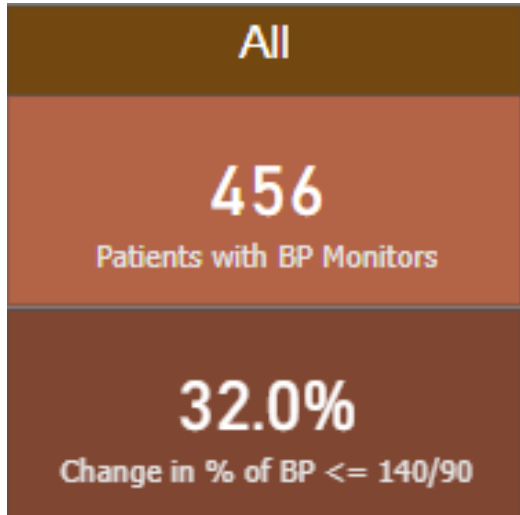 All
456
Patients with BP Monitors
32.0%
Change in % of BP <= 140/90